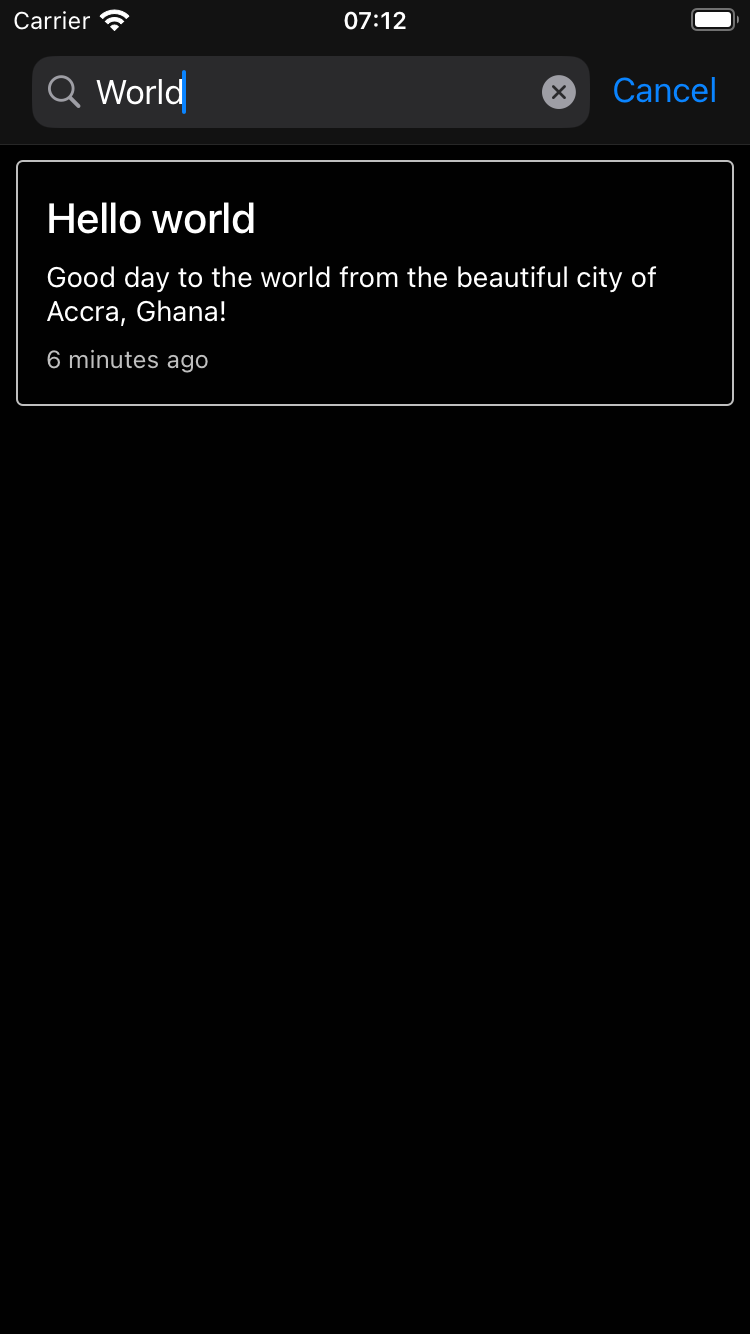 Carrier 07:12
World Cancel
Hello world
Good day to the world from the beautiful city of
Accra, Ghana!
6 minutes ago